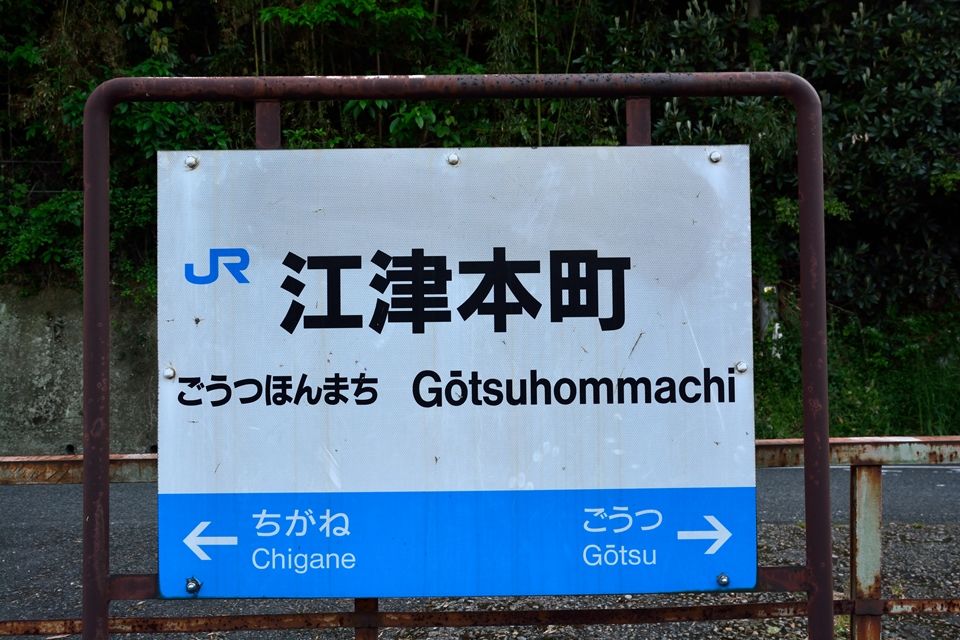 JR 江津本町
ごうつほんまち Gōtsuhommachi
← ちがね ごうつ →
Chigane Gōtsu